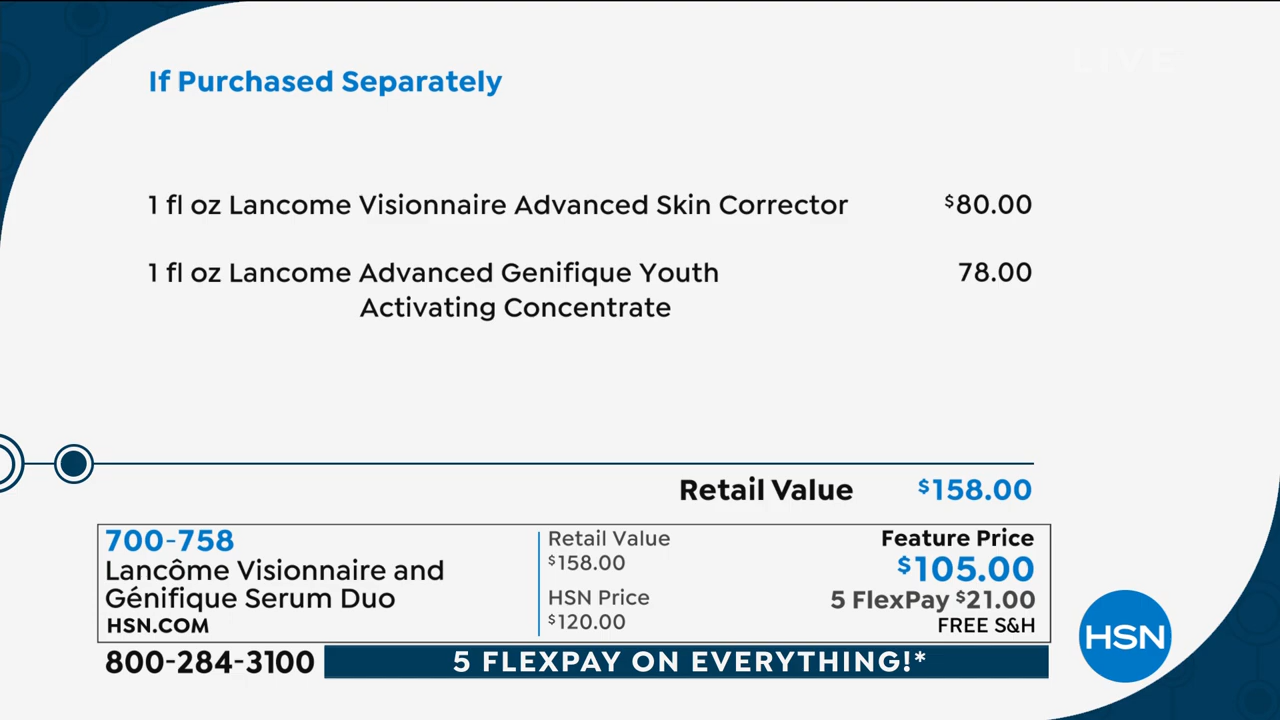 LIVE
If Purchased Separately
1 fl oz Lancome Visionnaire Advanced Skin Corrector $80.00
1 fl oz Lancome Advanced Genifique Youth 78.00
Activating Concentrate
Retail Value $158.00
700-758
Lancôme Visionnaire and
Génifique Serum Duo
HSN.COM
Retail Value
$158.00
HSN Price
$120.00
Feature Price
$105.00
5 FlexPay $21.00
FREE S&H
HSN
800-284-3100 5 FLEXPAY ON EVERYTHING!*